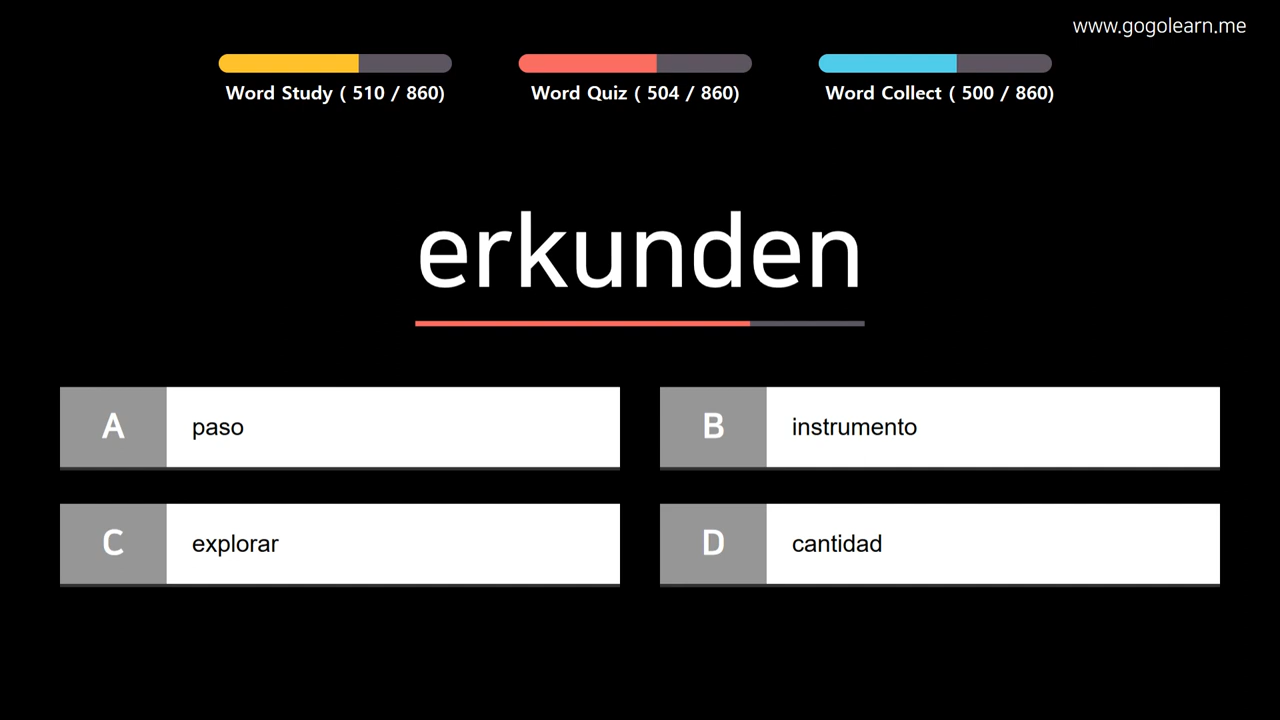 www.gogolearn.me
Word Study ( 510 / 860)
Word Quiz ( 504 / 860)
Word Collect ( 500 / 860)
erkunden
A paso
B instrumento
C explorar
D cantidad